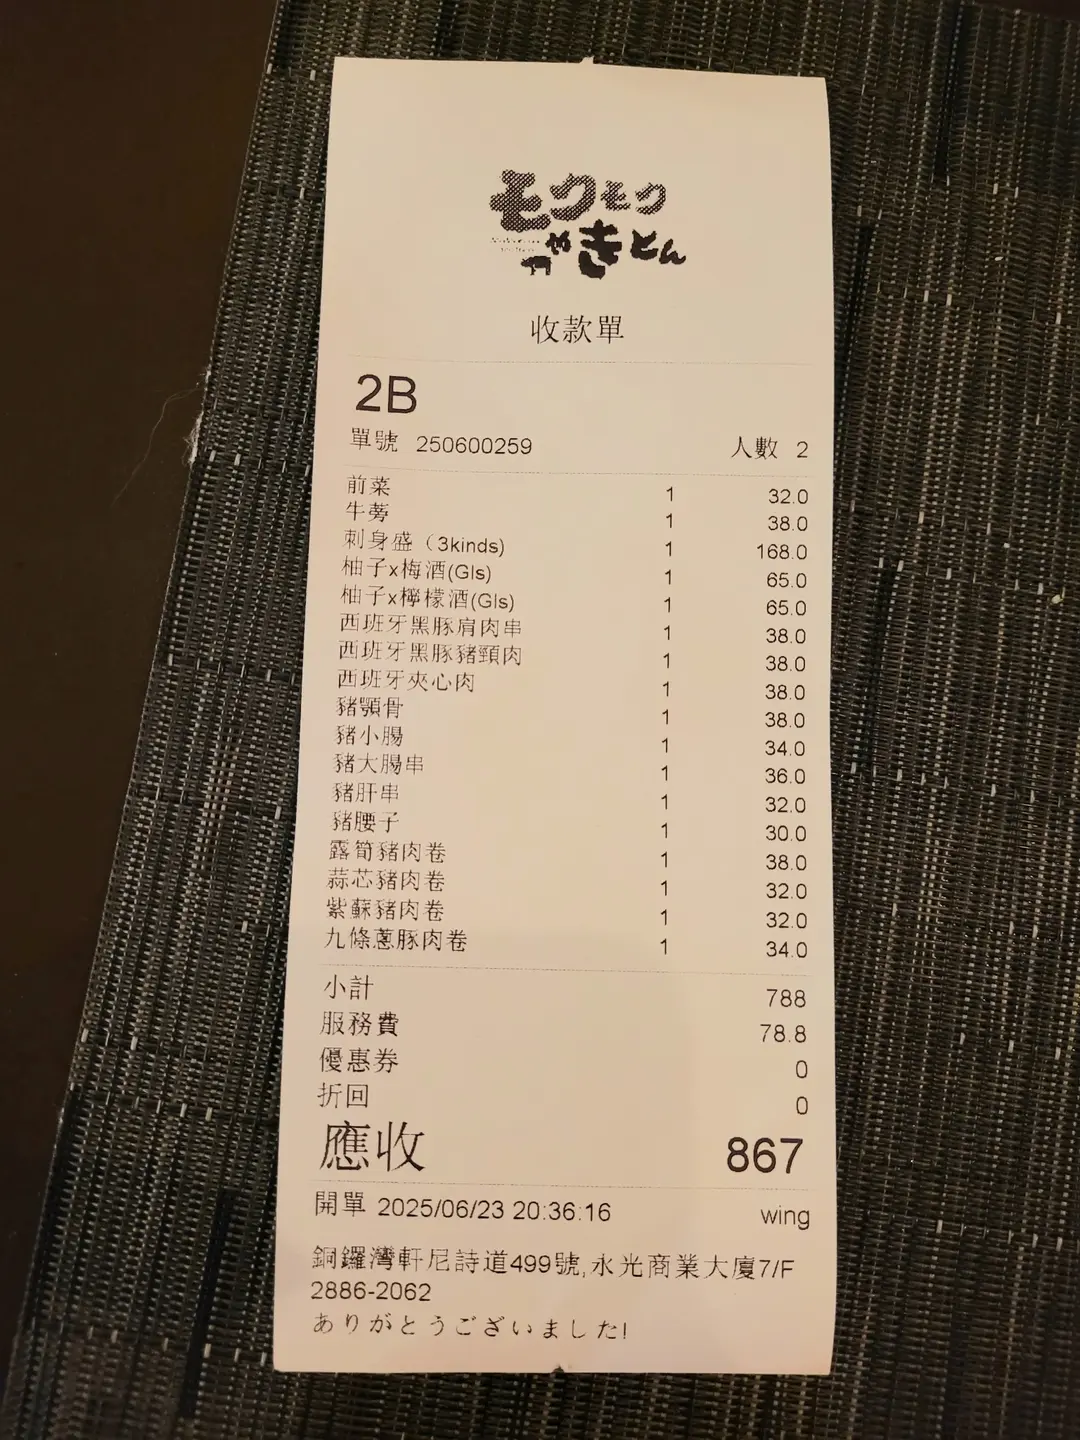 モクモク
やきとん
收款單
2B
單號 250600259 人數 2
前菜 1 32.0
牛蒡 1 38.0
刺身盛（3kinds) 1 168.0
柚子x梅酒(Gls) 1 65.0
柚子x檸檬酒(Gls) 1 65.0
西班牙黑豚肩肉串 1 38.0
西班牙黑豚豬頸肉 1 38.0
西班牙夾心肉 1 38.0
豬顎骨 1 38.0
豬小腸 1 34.0
豬大腸串 1 36.0
豬肝串 1 32.0
豬腰子 1 30.0
露筍豬肉卷 1 38.0
蒜芯豬肉卷 1 32.0
紫蘇豬肉卷 1 32.0
九條蔥豚肉卷 1 34.0
小計 788
服務費 78.8
優惠券 0
折回 0
應收 867
開單 2025/06/23 20:36:16 wing
銅鑼灣軒尼詩道499號,永光商業大廈7/F
2886-2062
ありがとうございました!